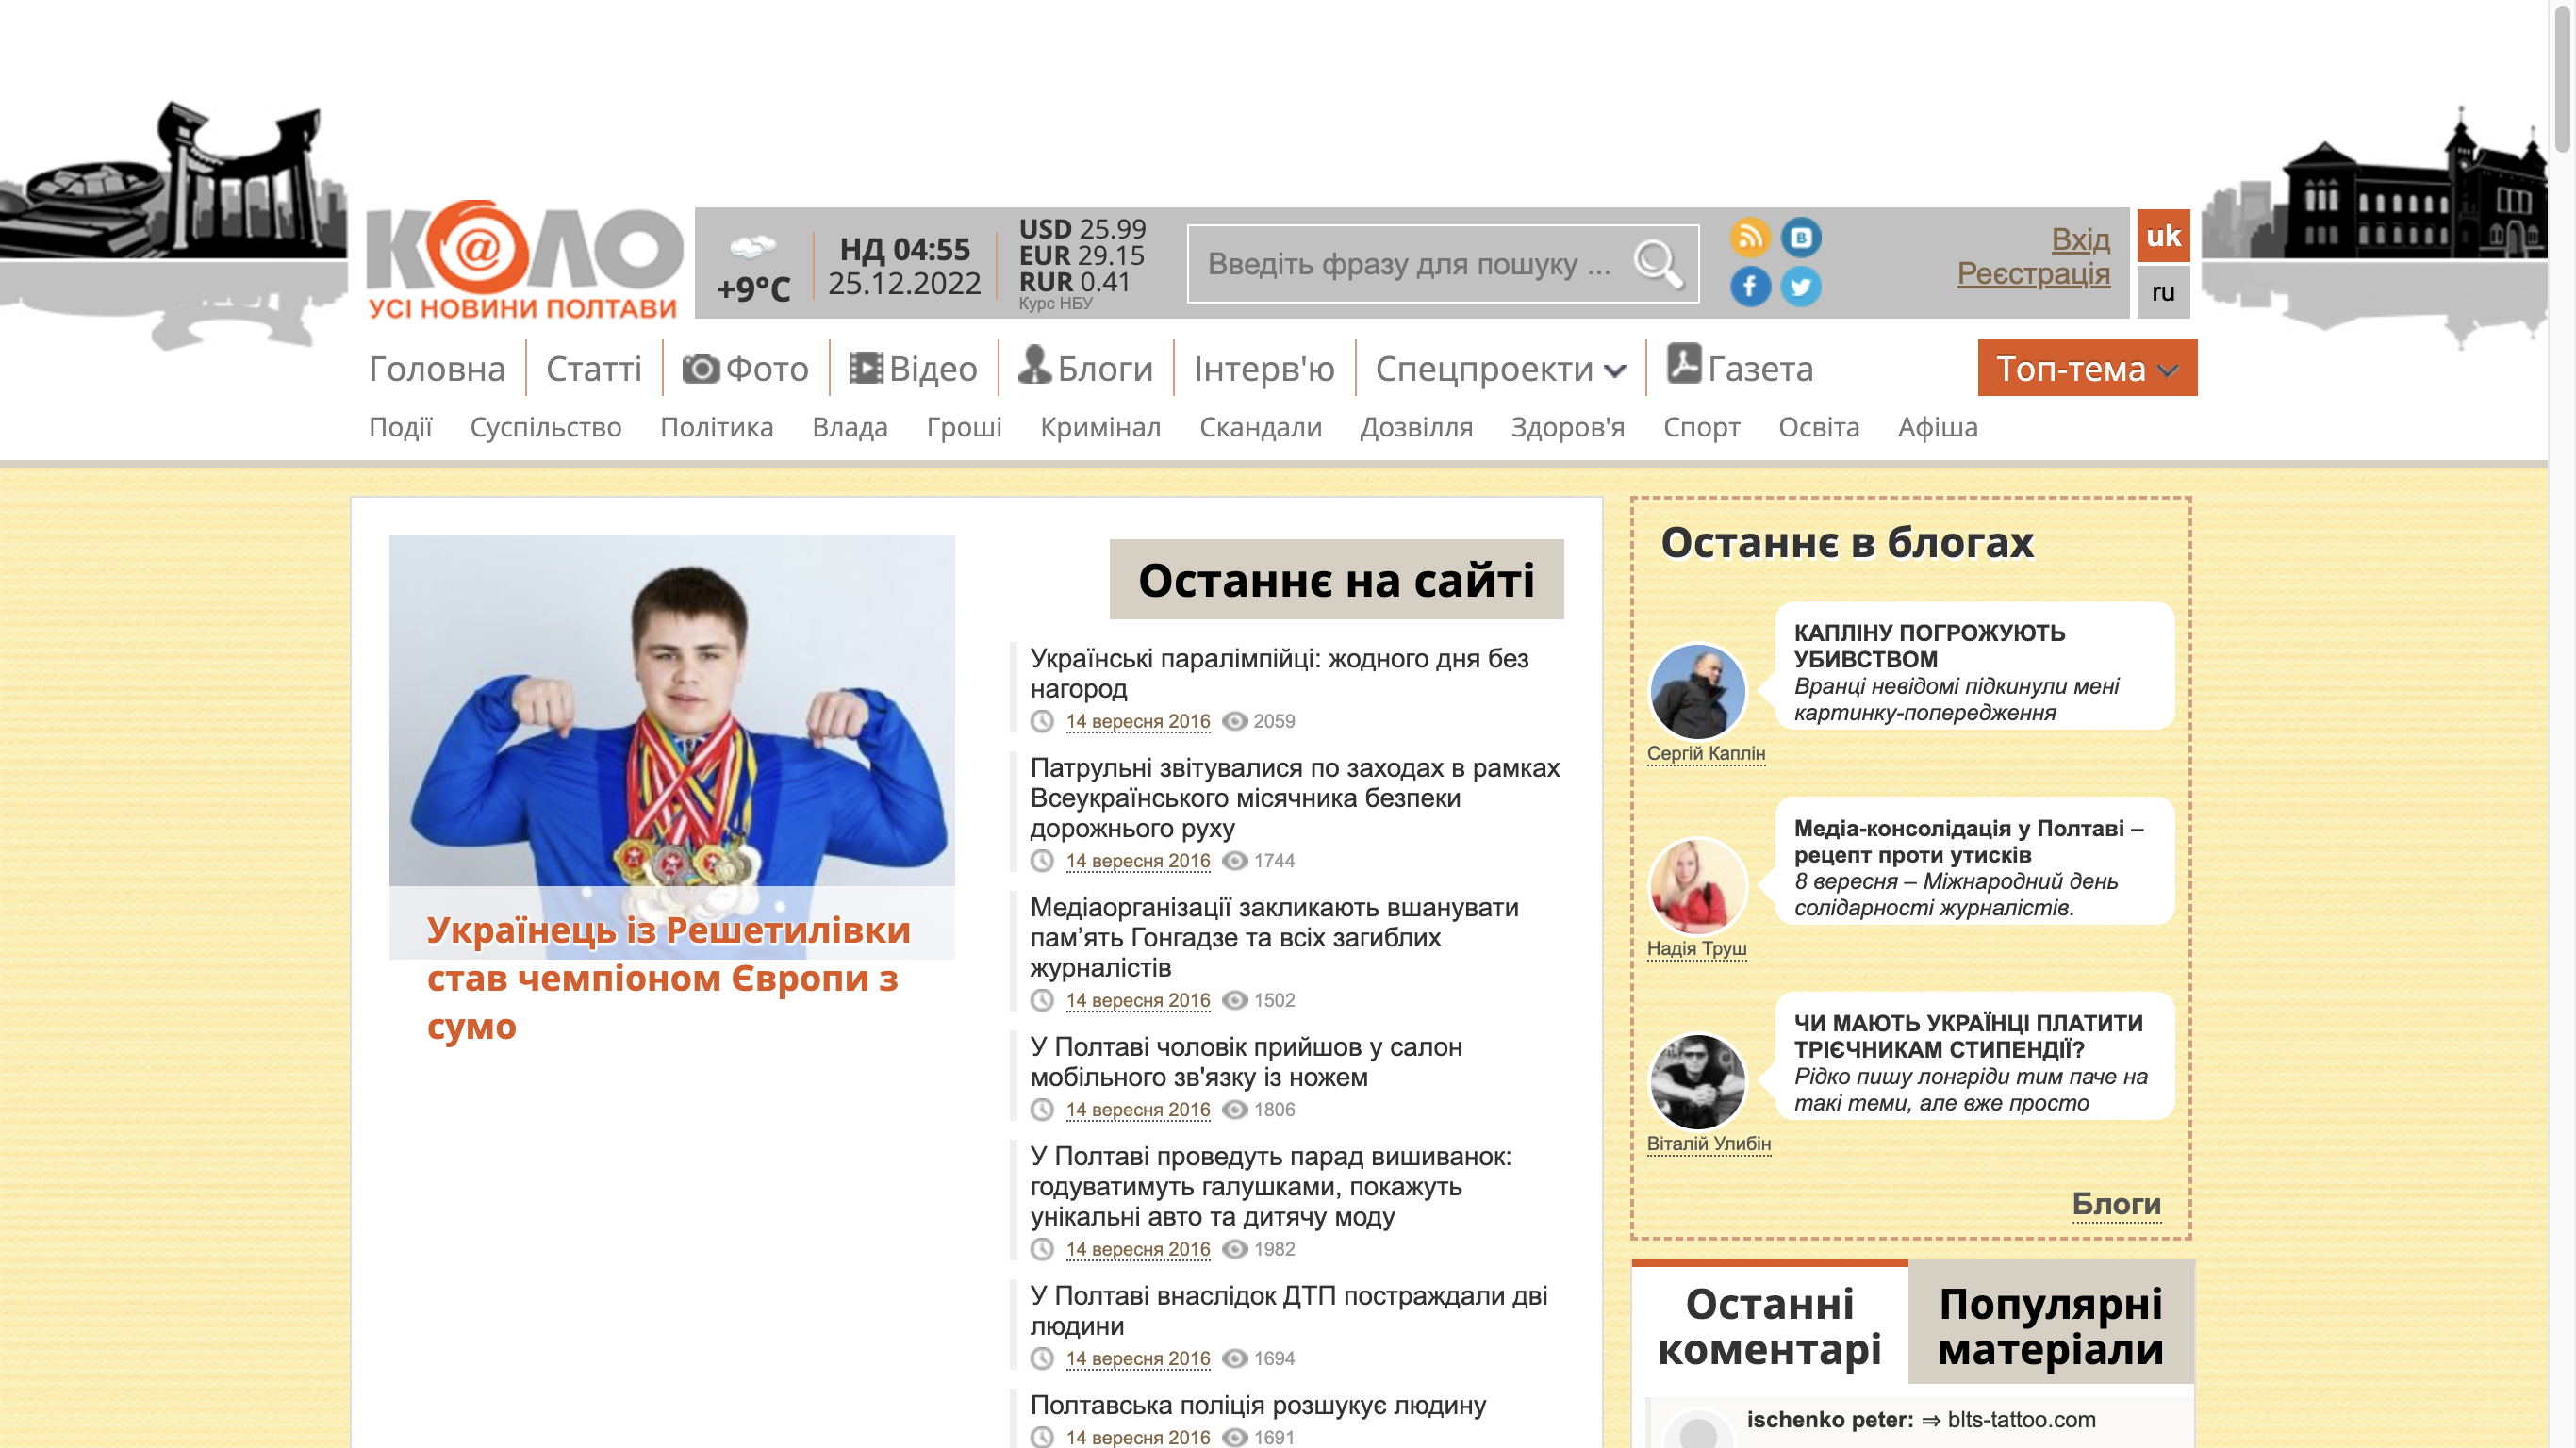 К@ЛО
УСІ НОВИНИ ПОЛТАВИ
+9°C
НД 04:55
25.12.2022
USD 25.99
EUR 29.15
RUR 0.41
Курс НБУ
Введіть фразу для пошуку ...
Вхід
Реєстрація
uk
ru
Головна
Статті
Фото
Відео
Блоги
Інтерв'ю
Спецпроекти
Газета
Топ-тема
Події
Суспільство
Політика
Влада
Гроші
Кримінал
Скандали
Дозвілля
Здоров'я
Спорт
Освіта
Афіша
Українець із Решетилівки
став чемпіоном Європи з
сумо
Останнє на сайті
Українські паралімпійці: жодного дня без
нагород
14 вересня 2016 2059
Патрульні звітувалися по заходах в рамках
Всеукраїнського місячника безпеки
дорожнього руху
14 вересня 2016 1744
Медіаорганізації закликають вшанувати
пам’ять Гонгадзе та всіх загиблих
журналістів
14 вересня 2016 1502
У Полтаві чоловік прийшов у салон
мобільного зв'язку із ножем
14 вересня 2016 1806
У Полтаві проведуть парад вишиванок:
годуватимуть галушками, покажуть
унікальні авто та дитячу моду
14 вересня 2016 1982
У Полтаві внаслідок ДТП постраждали дві
людини
14 вересня 2016 1694
Полтавська поліція розшукує людину
14 вересня 2016 1691
Останнє в блогах
КАПЛІНУ ПОГРОЖУЮТЬ
УБИВСТВОМ
Вранці невідомі підкинули мені
картинку-попередження
Сергій Каплін
Медіа-консолідація у Полтаві –
рецепт проти утисків
8 вересня – Міжнародний день
солідарності журналістів.
Надія Труш
ЧИ МАЮТЬ УКРАЇНЦІ ПЛАТИТИ
ТРІЄЧНИКАМ СТИПЕНДІЇ?
Рідко пишу лонгріди тим паче на
такі теми, але вже просто
Віталій Улибін
Блоги
Останні
коментарі
Популярні
матеріали
ischenko peter: ⇒ blts-tattoo.com